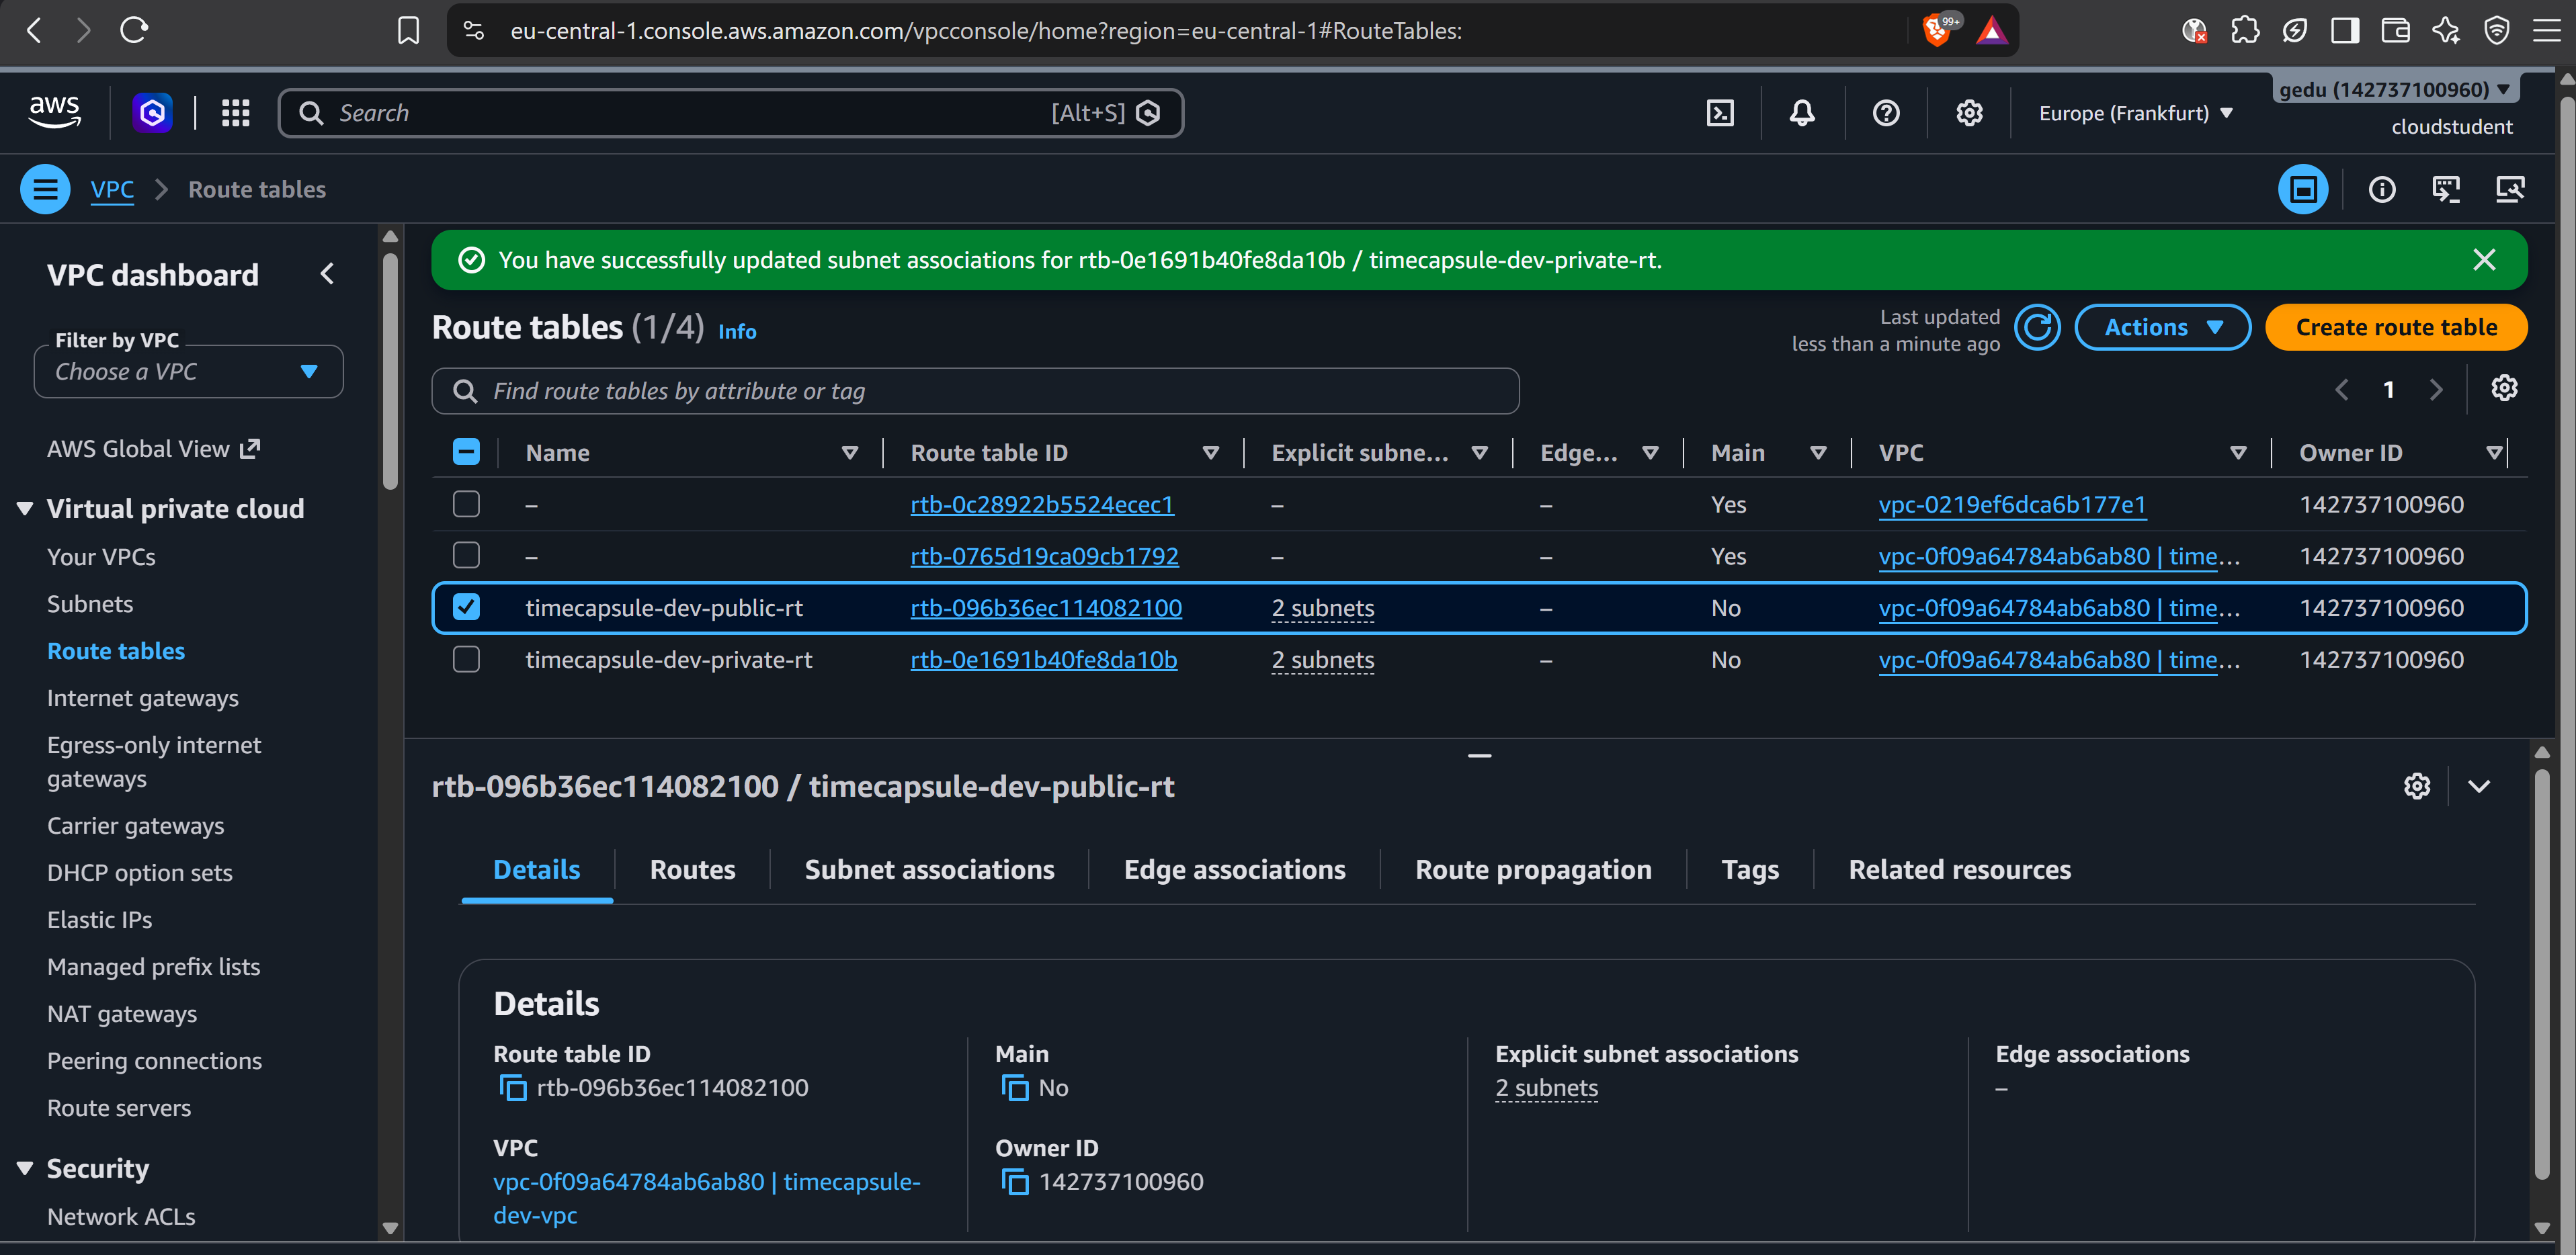 eu-central-1.console.aws.amazon.com/vpcconsole/home?region=eu-central-1#RouteTables:
99+
aws
Search
[Alt+S]
Europe (Frankfurt)
gedu (142737100960)
cloudstudent
VPC
Route tables
VPC dashboard
Filter by VPC
Choose a VPC
AWS Global View
Virtual private cloud
Your VPCs
Subnets
Route tables
Internet gateways
Egress-only internet
gateways
Carrier gateways
DHCP option sets
Elastic IPs
Managed prefix lists
NAT gateways
Peering connections
Route servers
Security
Network ACLs
You have successfully updated subnet associations for rtb-0e1691b40fe8da10b / timecapsule-dev-private-rt.
Route tables (1/4) Info
Last updated
less than a minute ago
Actions
Create route table
Find route tables by attribute or tag
1
Name Route table ID Explicit subne... Edge... Main VPC Owner ID
– rtb-0c28922b5524ecec1 – – Yes vpc-0219ef6dca6b177e1 142737100960
– rtb-0765d19ca09cb1792 – – Yes vpc-0f09a64784ab6ab80 | time... 142737100960
timecapsule-dev-public-rt rtb-096b36ec114082100 2 subnets – No vpc-0f09a64784ab6ab80 | time... 142737100960
timecapsule-dev-private-rt rtb-0e1691b40fe8da10b 2 subnets – No vpc-0f09a64784ab6ab80 | time... 142737100960
rtb-096b36ec114082100 / timecapsule-dev-public-rt
Details Routes Subnet associations Edge associations Route propagation Tags Related resources
Details
Route table ID
rtb-096b36ec114082100
Main
No
Explicit subnet associations
2 subnets
Edge associations
–
VPC
vpc-0f09a64784ab6ab80 | timecapsule-
dev-vpc
Owner ID
142737100960